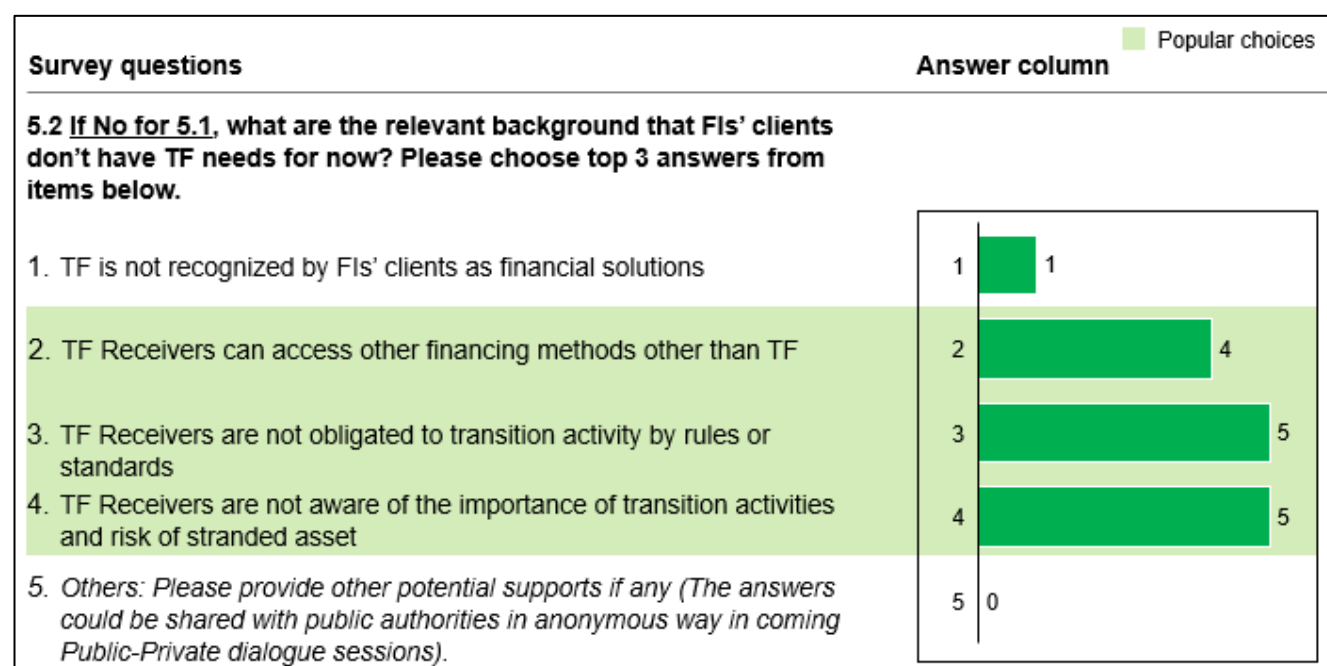 Popular choices
Survey questions
Answer column
5.2 If No for 5.1, what are the relevant background that FIs’ clients
don’t have TF needs for now? Please choose top 3 answers from
items below.
1. TF is not recognized by FIs’ clients as financial solutions
1 1
2. TF Receivers can access other financing methods other than TF
2 4
3. TF Receivers are not obligated to transition activity by rules or
standards
3 5
4. TF Receivers are not aware of the importance of transition activities
and risk of stranded asset
4 5
5. Others: Please provide other potential supports if any (The answers
could be shared with public authorities in anonymous way in coming
Public-Private dialogue sessions).
5 0